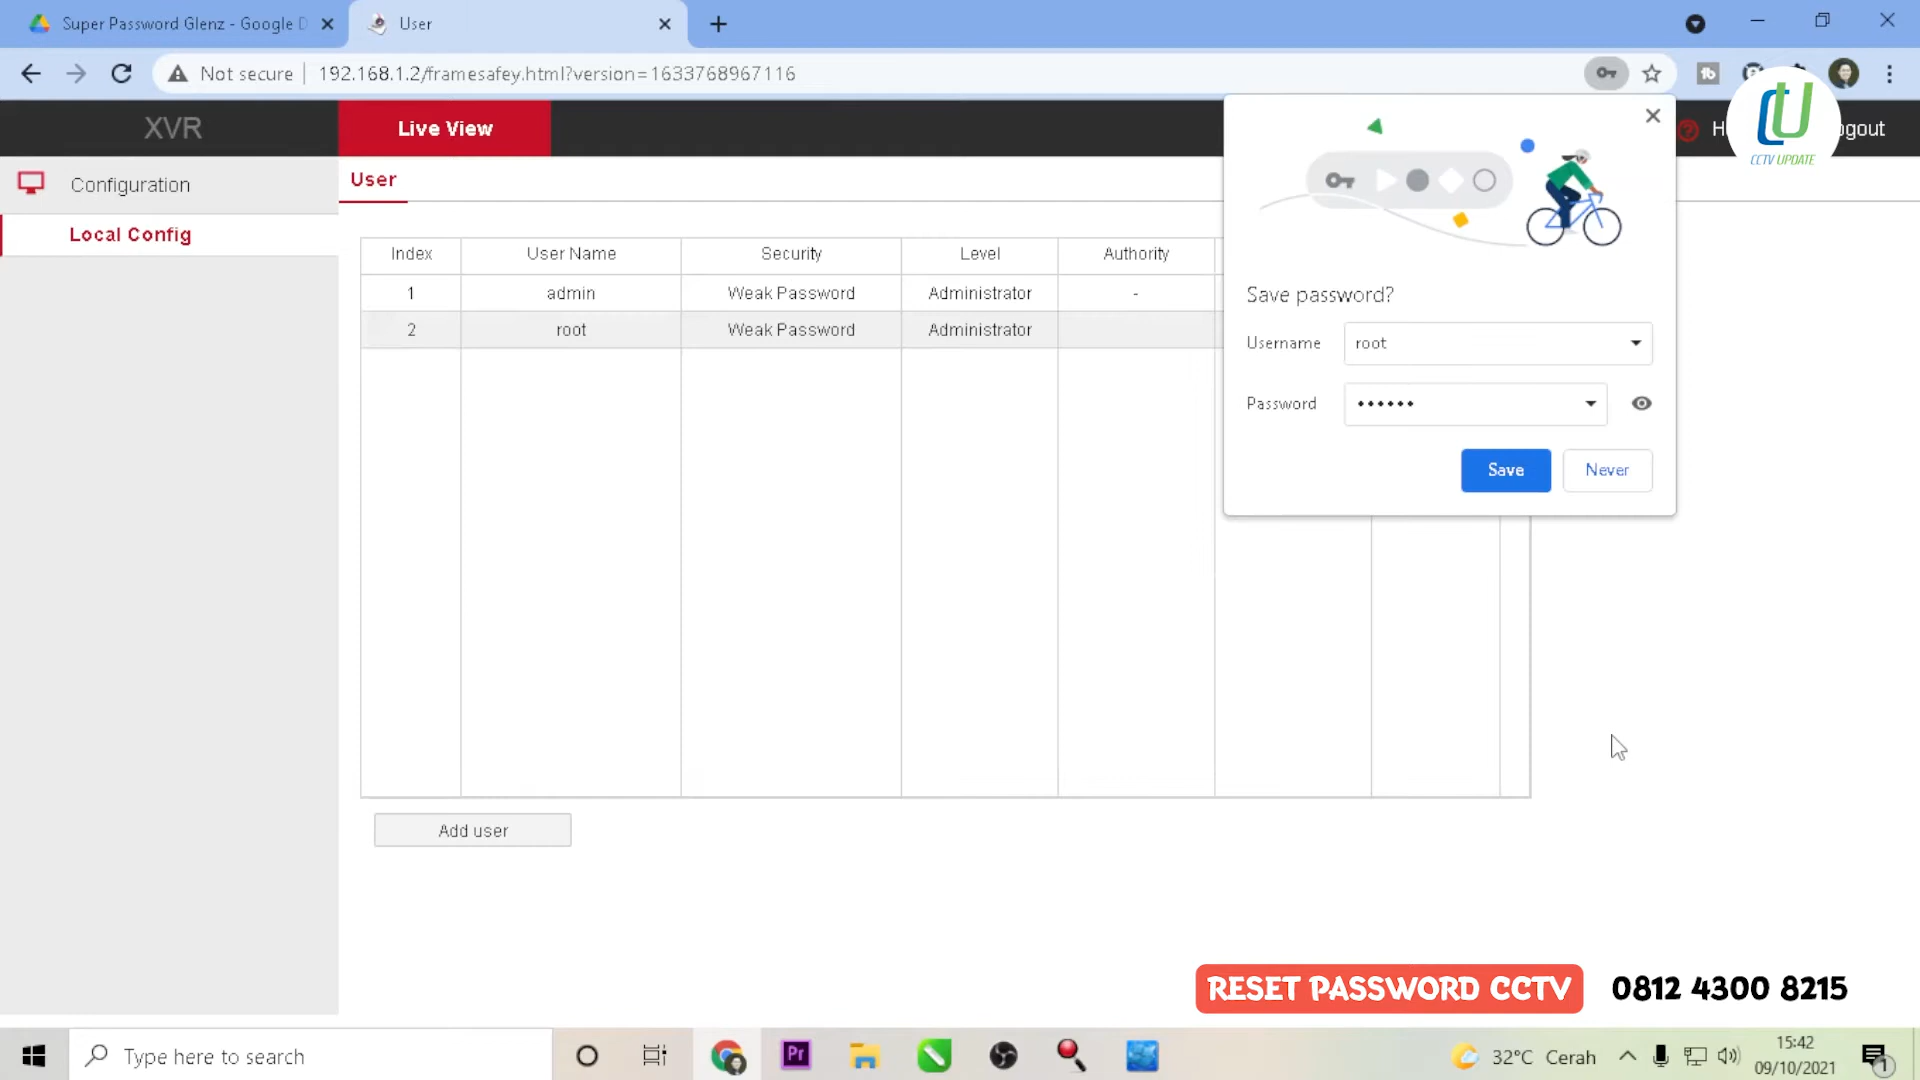 Super Password Glenz - Google D
User
Not secure
192.168.1.2/framesafey.html?version=1633768967116
XVR
Live View
ogout
CCTV UPDATE
Configuration
Local Config
User
Index User Name Security Level Authority
1 admin Weak Password Administrator -
2 root Weak Password Administrator
Save password?
Username root
Password ••••••
Save Never
Add user
RESET PASSWORD CCTV 0812 4300 8215
Type here to search
Pr
32°C Cerah
15:42
09/10/2021
1